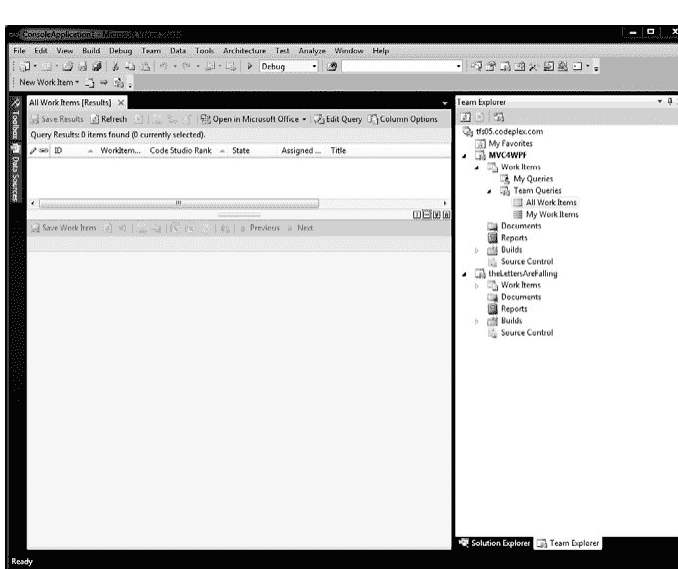 ConsoleApplication1 - Microsoft Visual Studio
File Edit View Build Debug Team Data Tools Architecture Test Analyze Window Help
Debug
New Work Item
All Work Items [Results]
Save Results Refresh Open in Microsoft Office Edit Query Column Options
Query Results: 0 items found (0 currently selected).
ID WorkItem... Code Studio Rank State Assigned ... Title
Save Work Item Previous Next
Toolbox
Data Sources
Team Explorer
tfs05.codeplex.com
My Favorites
MVC4WPF
Work Items
My Queries
Team Queries
All Work Items
My Work Items
Documents
Reports
Builds
Source Control
theLettersAreFalling
Work Items
Documents
Reports
Builds
Source Control
Solution Explorer Team Explorer
Ready